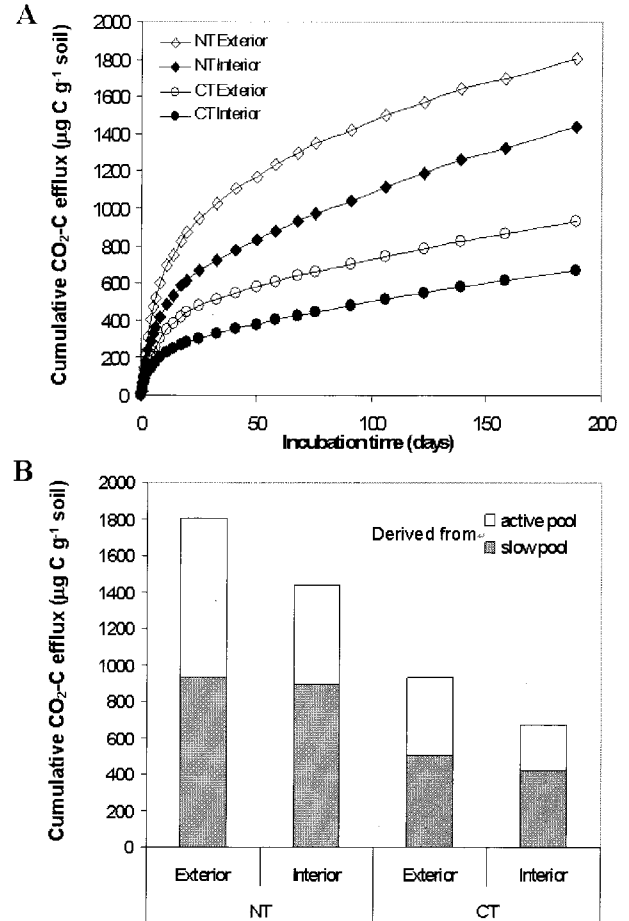 A
Cumulative CO₂-C efflux (μg C g⁻¹ soil)
2000
1800
1600
1400
1200
1000
800
600
400
200
0
NT Exterior
NT Interior
CT Exterior
CT Interior
0
50
100
150
200
Incubation time (days)
B
Cumulative CO₂-C efflux (μg C g⁻¹ soil)
2000
1800
1600
1400
1200
1000
800
600
400
200
0
Derived from
active pool
slow pool
Exterior
Interior
Exterior
Interior
NT
CT